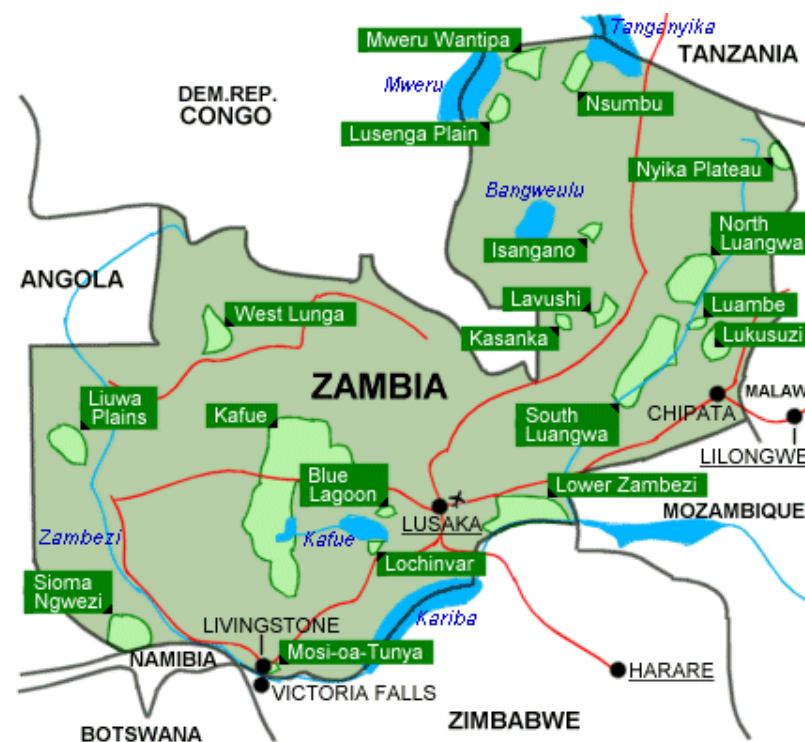 Tanganyika
Mweru Wantipa
TANZANIA
Mweru
DEM.REP.
CONGO
Nsumbu
Lusenga Plain
Nyika Plateau
Bangweulu
North
Luangwa
Isangano
ANGOLA
Lavushi
Luambe
West Lunga
Kasanka
Lukusuzi
ZAMBIA
Liuwa
Plains
Kafue
South
Luangwa
CHIPATA
MALAW
LILONGWE
Blue
Lagoon
Lower Zambezi
LUSAKA
MOZAMBIQUE
Zambezi
Kafue
Lochinvar
Sioma
Ngwezi
Kariba
LIVINGSTONE
Mosi-oa-Tunya
NAMIBIA
HARARE
VICTORIA FALLS
ZIMBABWE
BOTSWANA